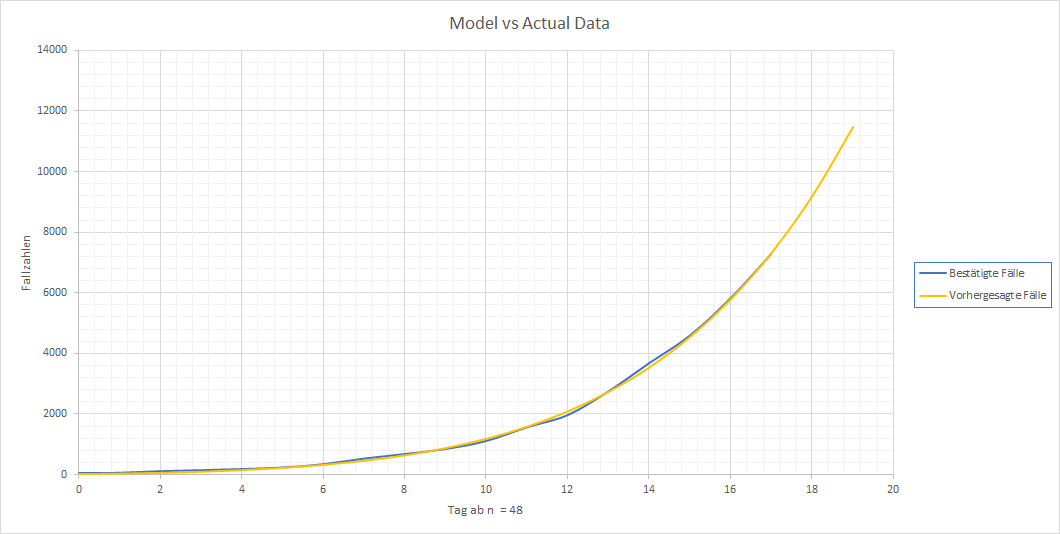 Model vs Actual Data
14000
12000
10000
8000
6000
4000
2000
0
Fallzahlen
0 2 4 6 8 10 12 14 16 18 20
Tag ab n = 48
Bestätigte Fälle
Vorhergesagte Fälle